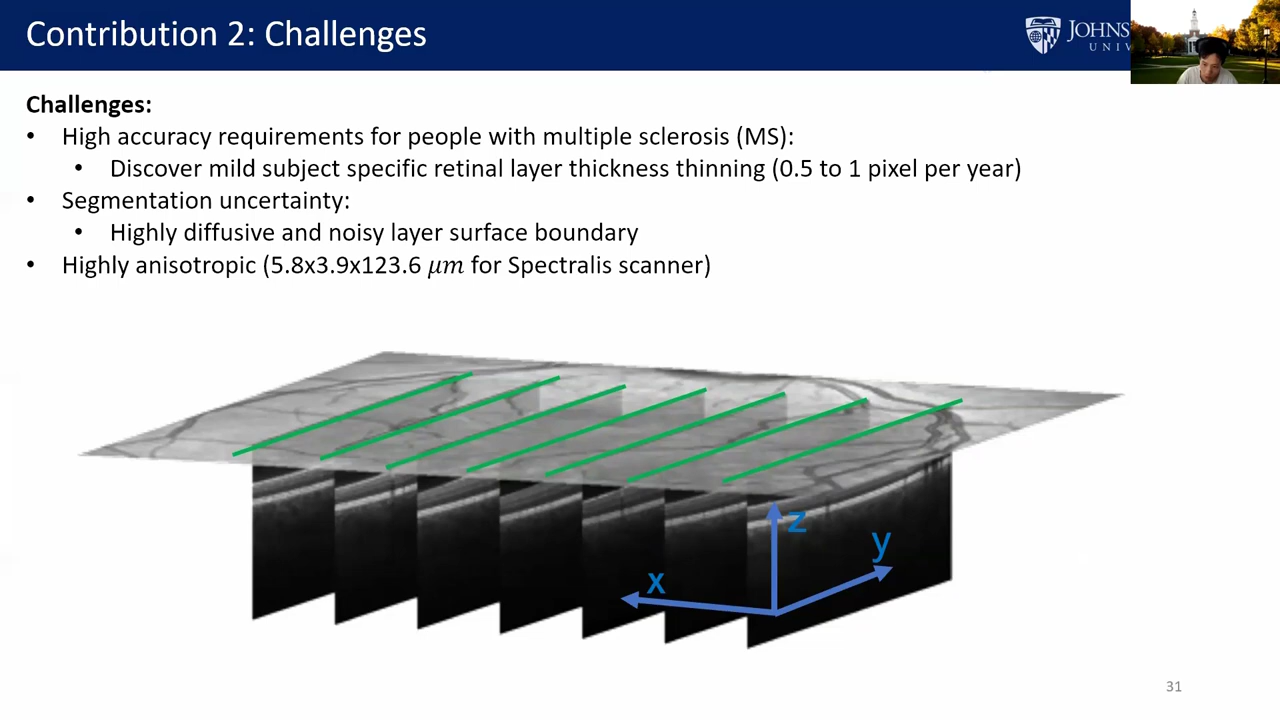 Contribution 2: Challenges
Challenges:
• High accuracy requirements for people with multiple sclerosis (MS):
• Discover mild subject specific retinal layer thickness thinning (0.5 to 1 pixel per year)
• Segmentation uncertainty:
• Highly diffusive and noisy layer surface boundary
• Highly anisotropic (5.8x3.9x123.6 𝜇𝑚 for Spectralis scanner)
z
y
x
31